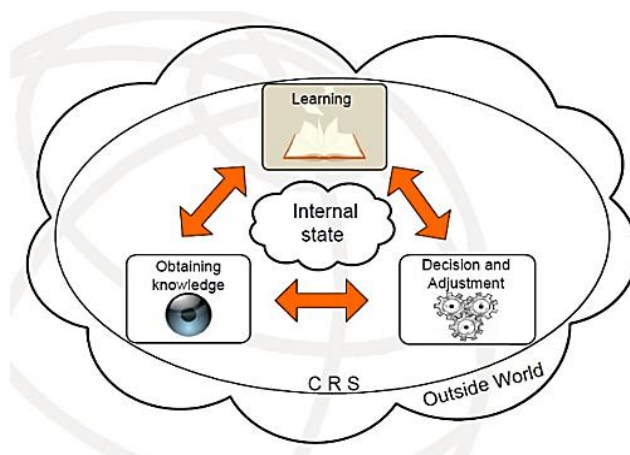 Learning
Internal
state
Obtaining
knowledge
Decision and
Adjustment
C R S
Outside World